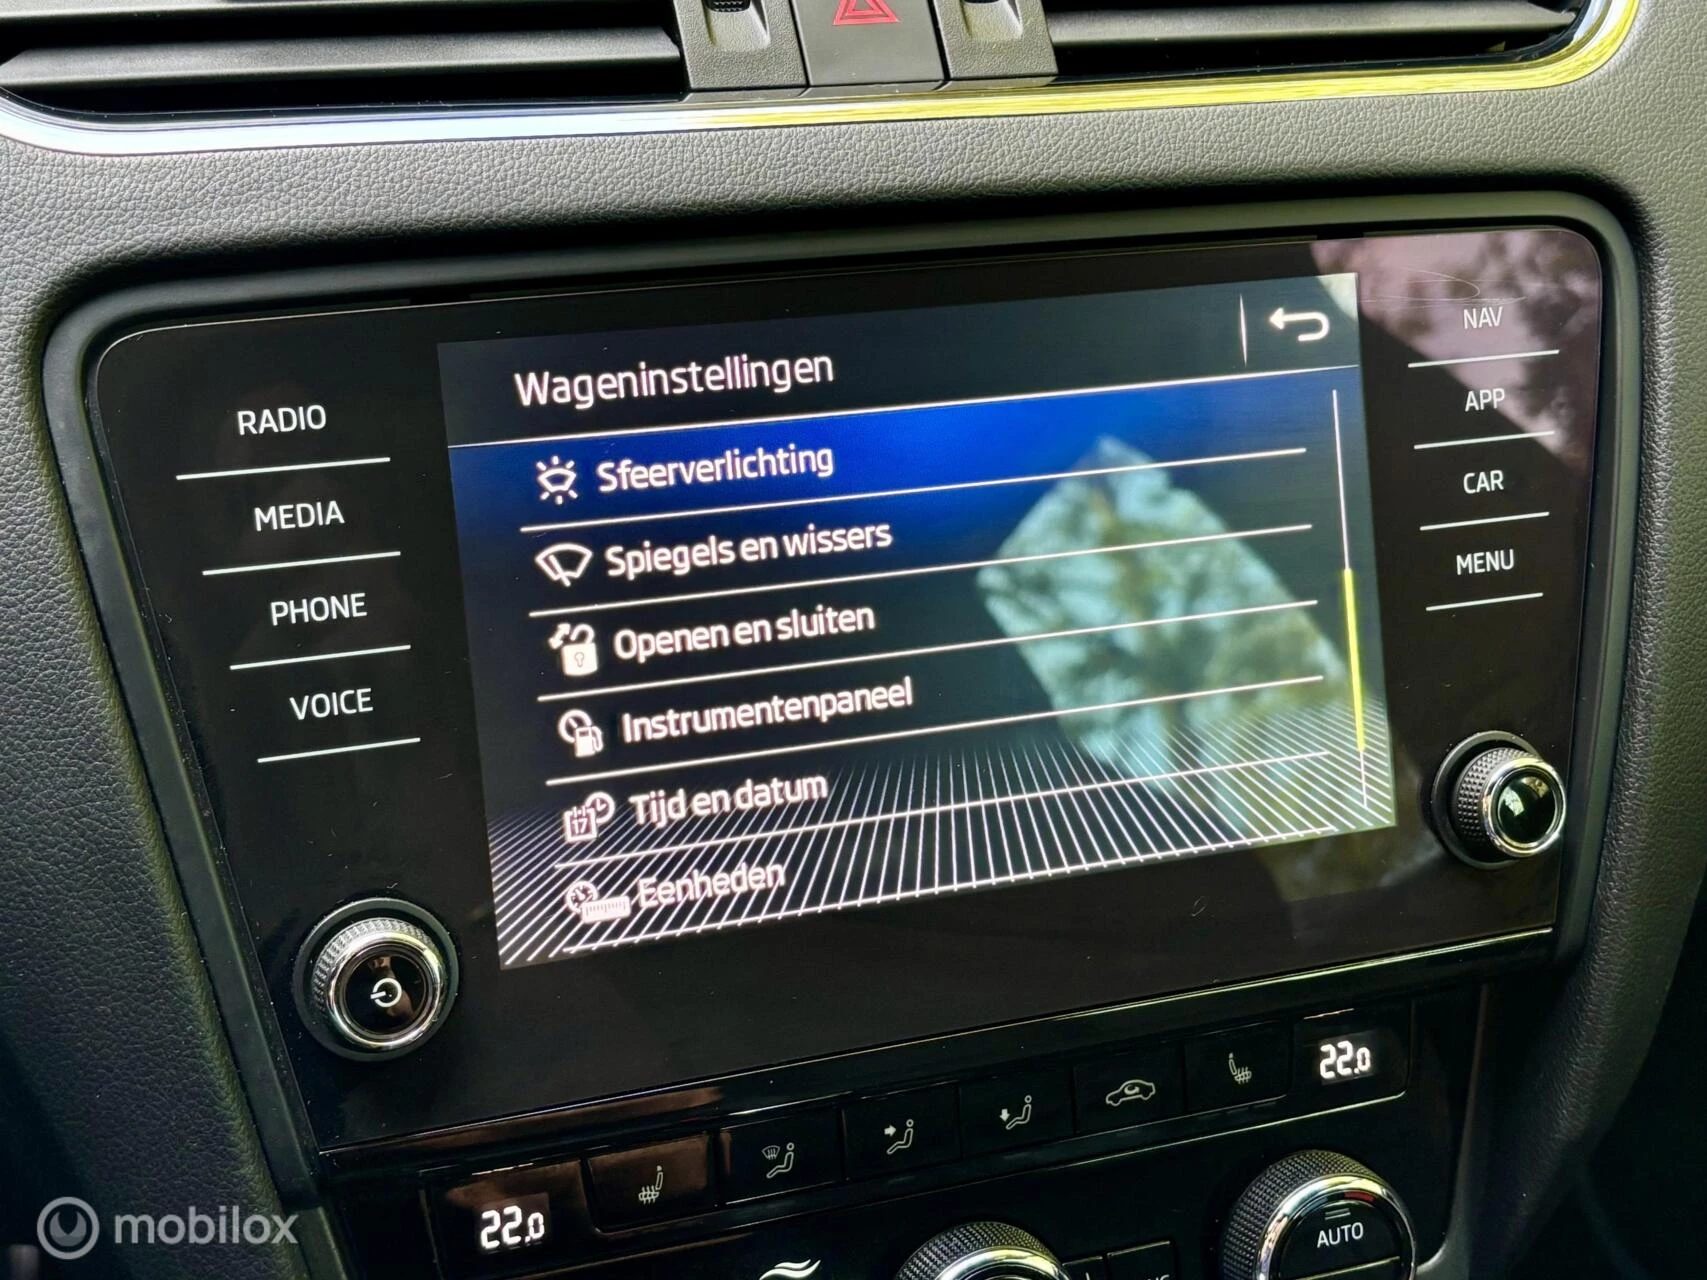 RADIO
MEDIA
PHONE
VOICE
Wageninstellingen
Sfeerverlichting
Spiegels en wissers
Openen en sluiten
Instrumentenpaneel
17
Tijd en datum
Eenheden
NAV
APP
CAR
MENU
22.0
22.0
AUTO
mobilox